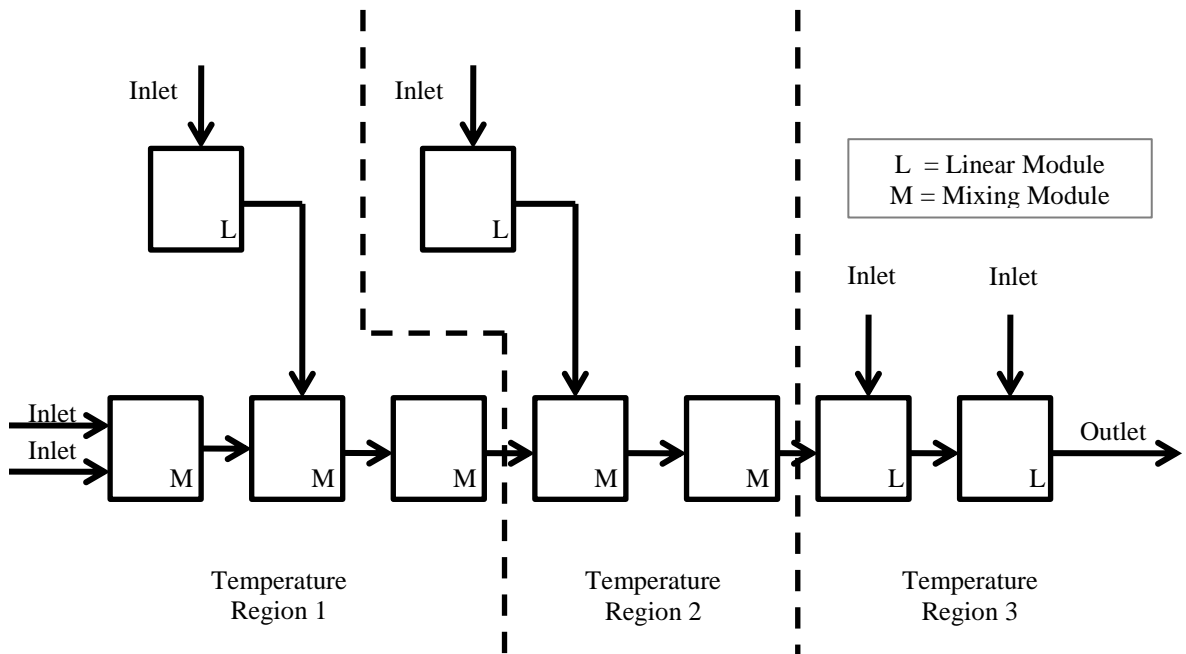 Inlet
Inlet
L = Linear Module
M = Mixing Module
L
L
Inlet
Inlet
Inlet
Inlet
M
M
M
M
M
L
L
Outlet
Temperature
Region 1
Temperature
Region 2
Temperature
Region 3